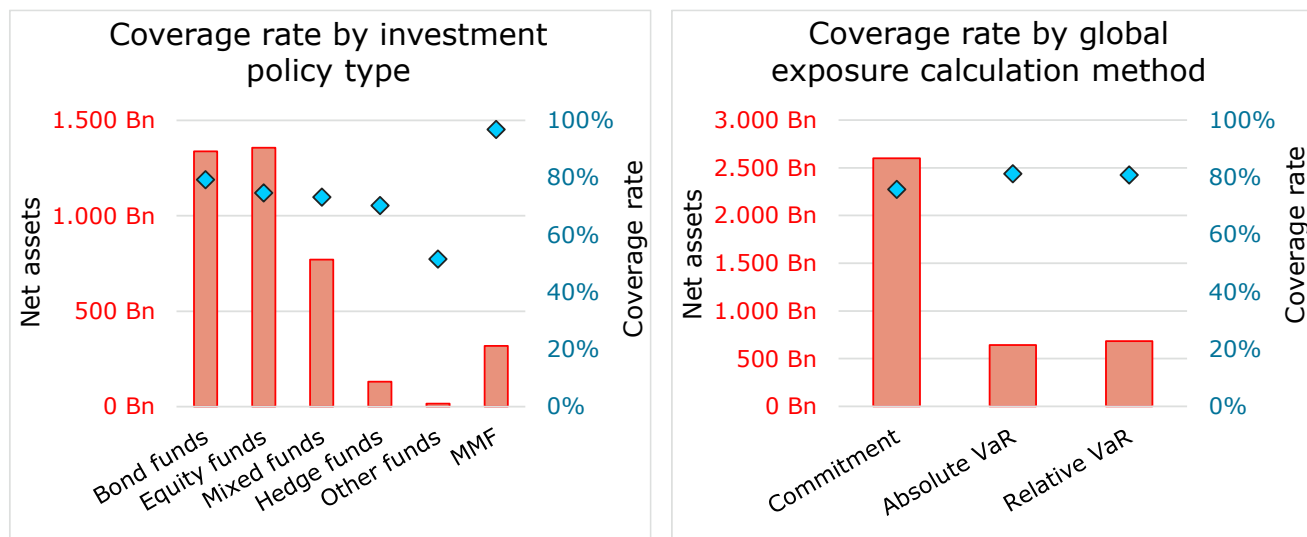 Coverage rate by investment
policy type
1.500 Bn
1.000 Bn
500 Bn
0 Bn
Net assets
100%
80%
60%
40%
20%
0%
Coverage rate
Bond funds
Equity funds
Mixed funds
Hedge funds
Other funds
MMF
Coverage rate by global
exposure calculation method
3.000 Bn
2.500 Bn
2.000 Bn
1.500 Bn
1.000 Bn
500 Bn
0 Bn
Net assets
100%
80%
60%
40%
20%
0%
Coverage rate
Commitment
Absolute VaR
Relative VaR